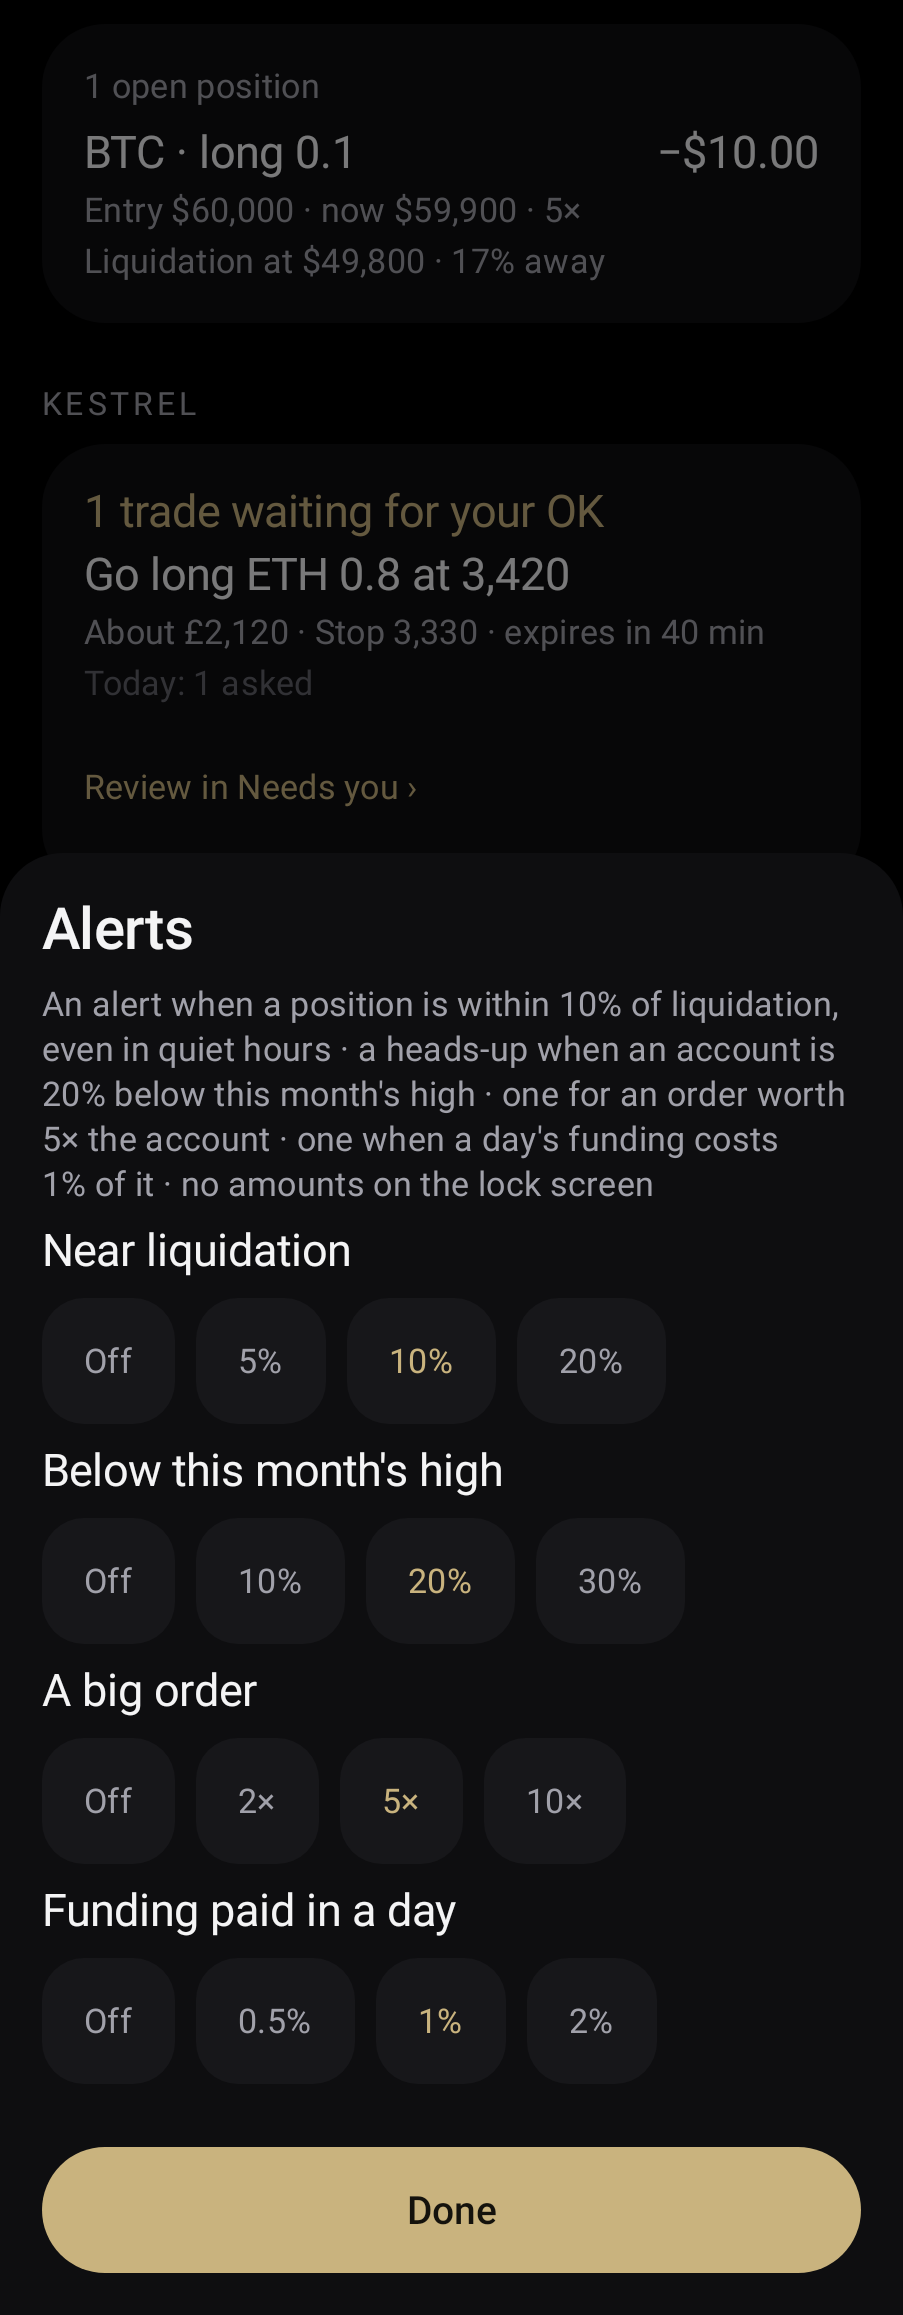 1 open position
BTC · long 0.1 −$10.00
Entry $60,000 · now $59,900 · 5×
Liquidation at $49,800 · 17% away
KESTREL
1 trade waiting for your OK
Go long ETH 0.8 at 3,420
About £2,120 · Stop 3,330 · expires in 40 min
Today: 1 asked
Review in Needs you ›
Alerts
An alert when a position is within 10% of liquidation,
even in quiet hours · a heads-up when an account is
20% below this month's high · one for an order worth
5× the account · one when a day's funding costs
1% of it · no amounts on the lock screen
Near liquidation
Off 5% 10% 20%
Below this month's high
Off 10% 20% 30%
A big order
Off 2× 5× 10×
Funding paid in a day
Off 0.5% 1% 2%
Done